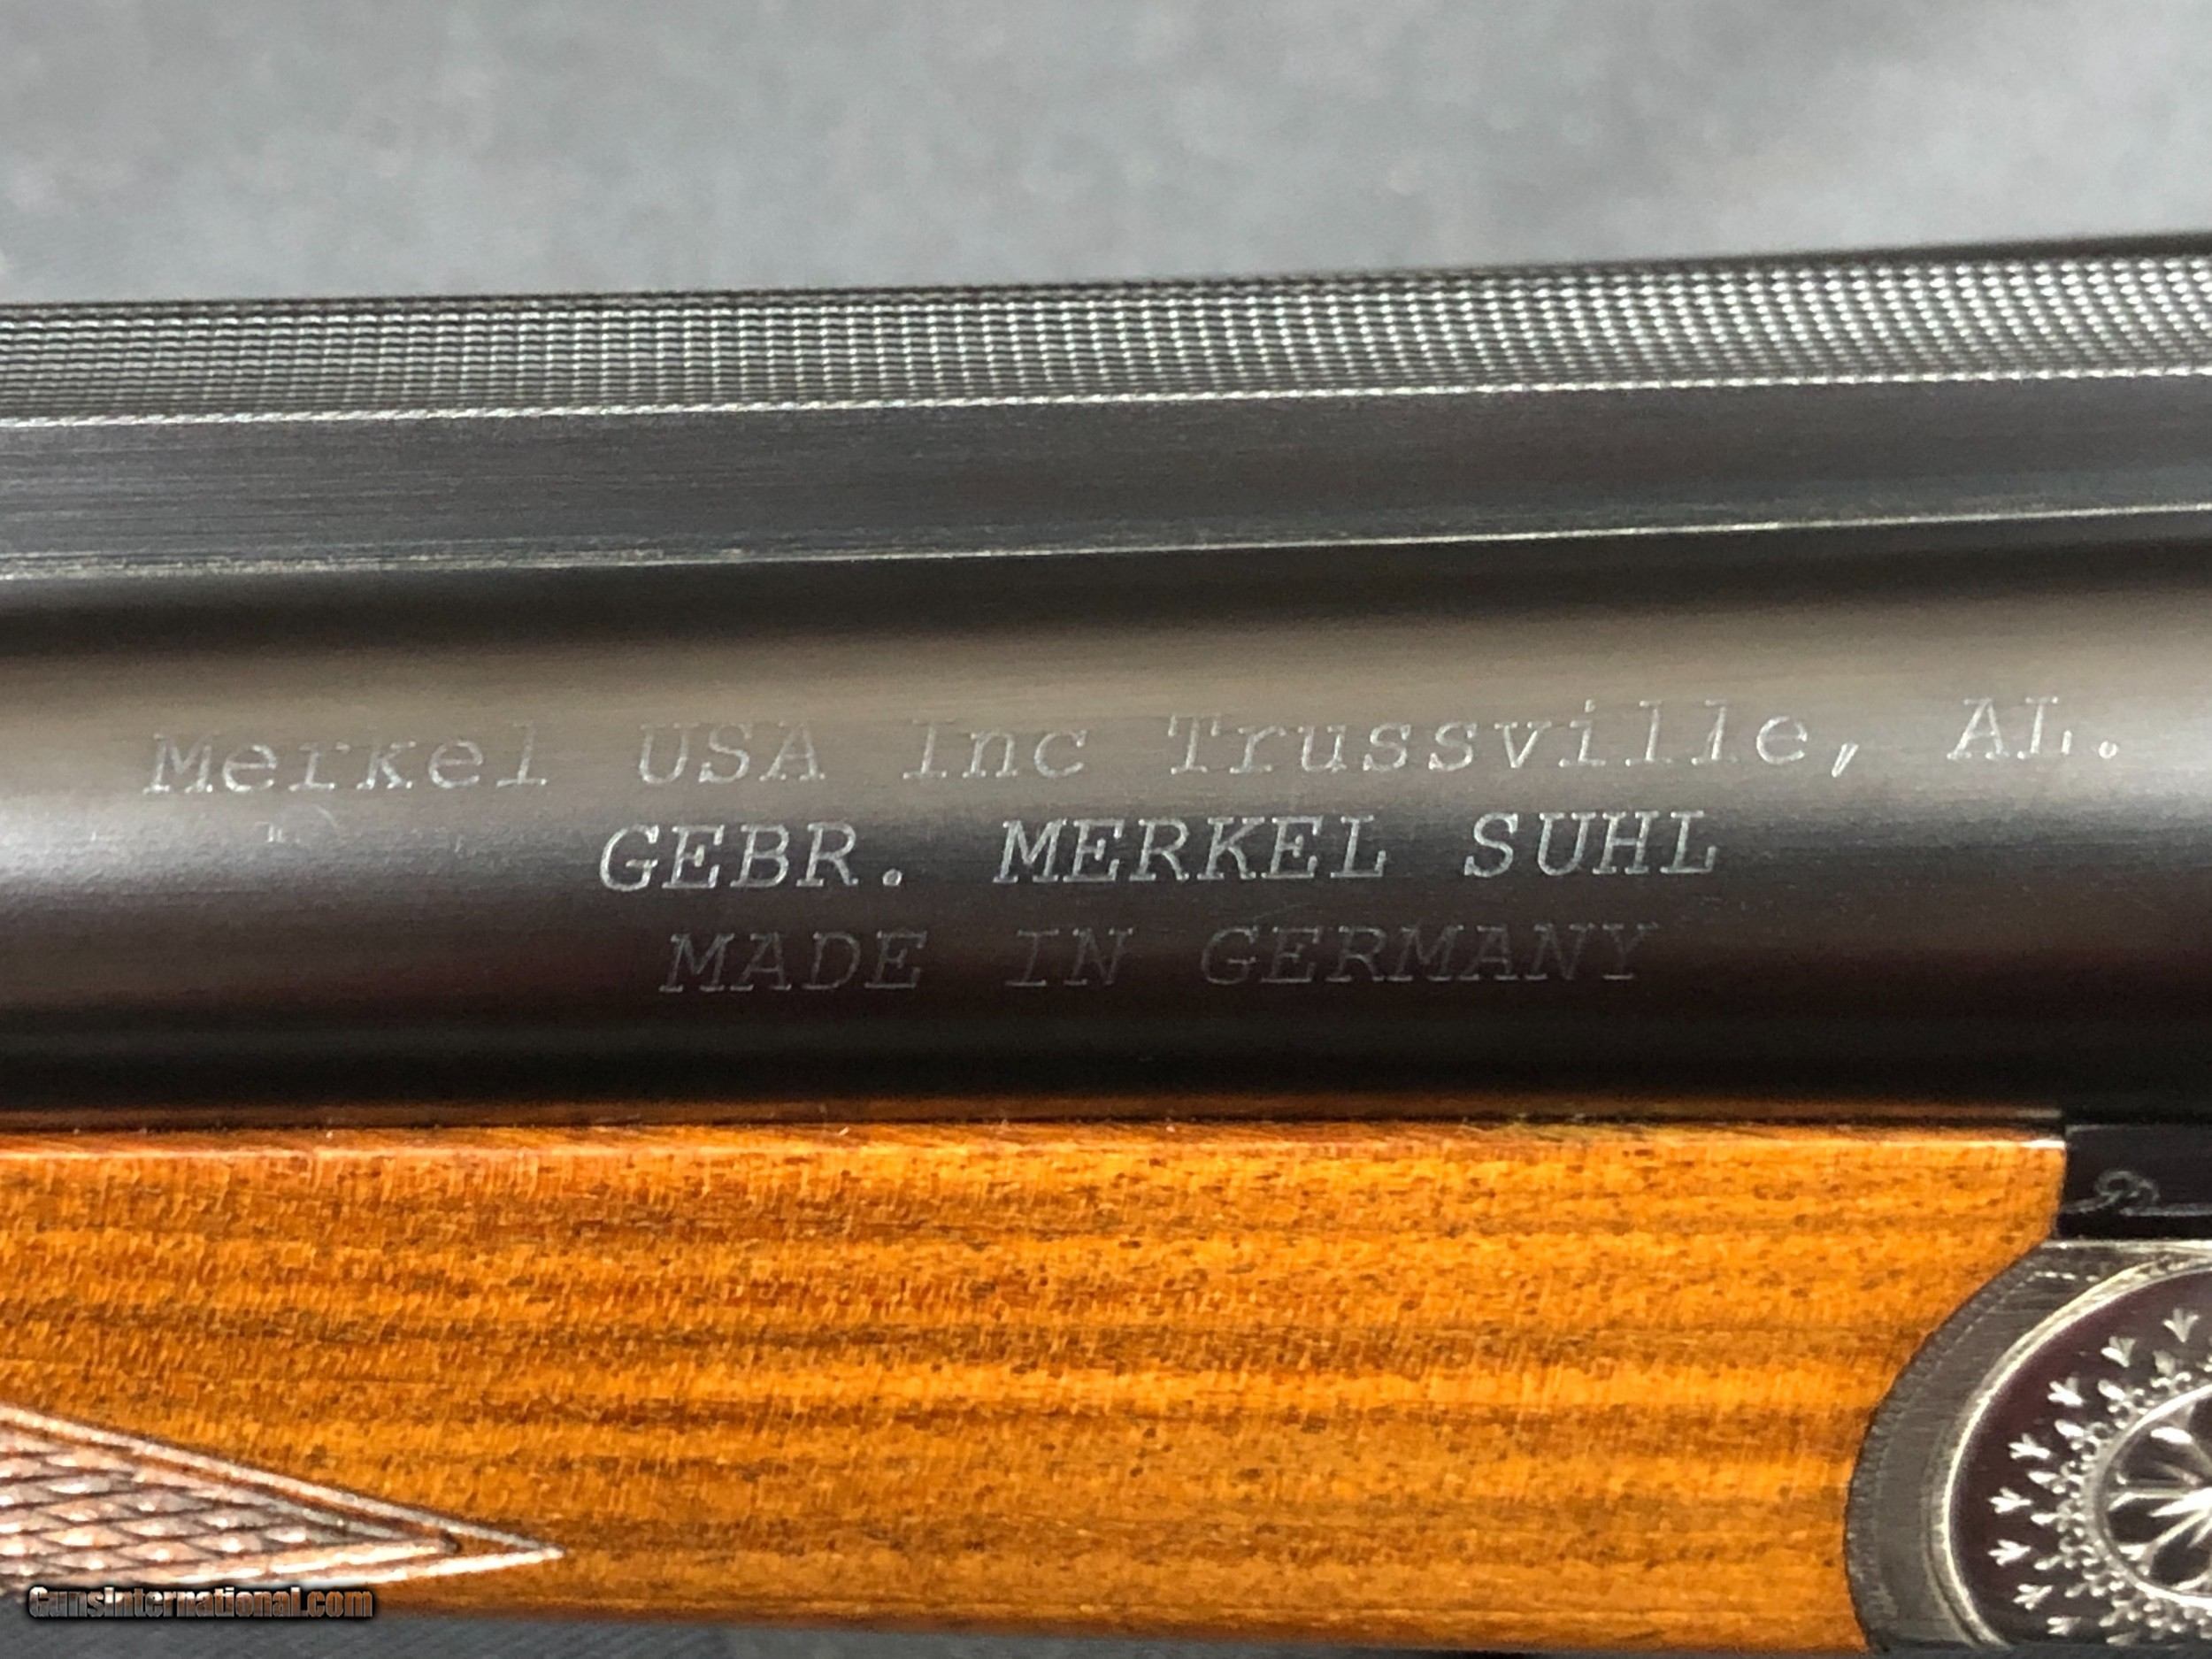 Merkel USA Inc Trussville, AL.
GEBR. MERKEL SUHL
MADE IN GERMANY
GunsInternational.com